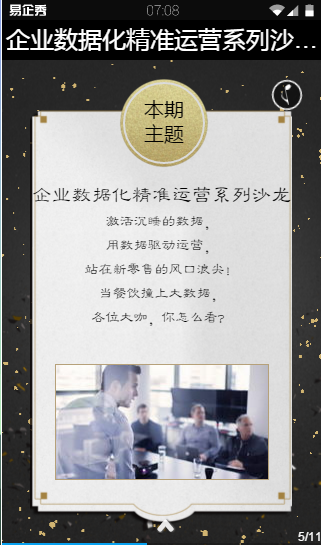 易企秀
07:08
企业数据化精准运营系列沙...
本期
主题
企业数据化精准运营系列沙龙
激活沉睡的数据，
用数据驱动运营，
站在新零售的风口浪尖！
当餐饮撞上大数据，
各位大咖，你怎么看？
5/11